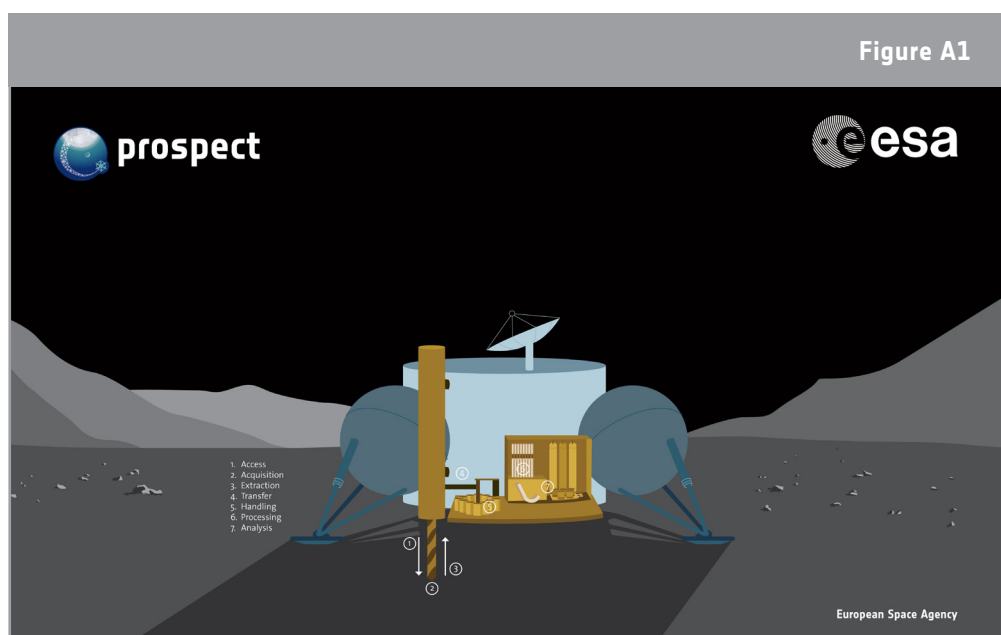 Figure A1
prospect
esa
1. Access
2. Acquisition
3. Extraction
4. Transfer
5. Handling
6. Processing
7. Analysis
4
7
5
1
3
2
European Space Agency